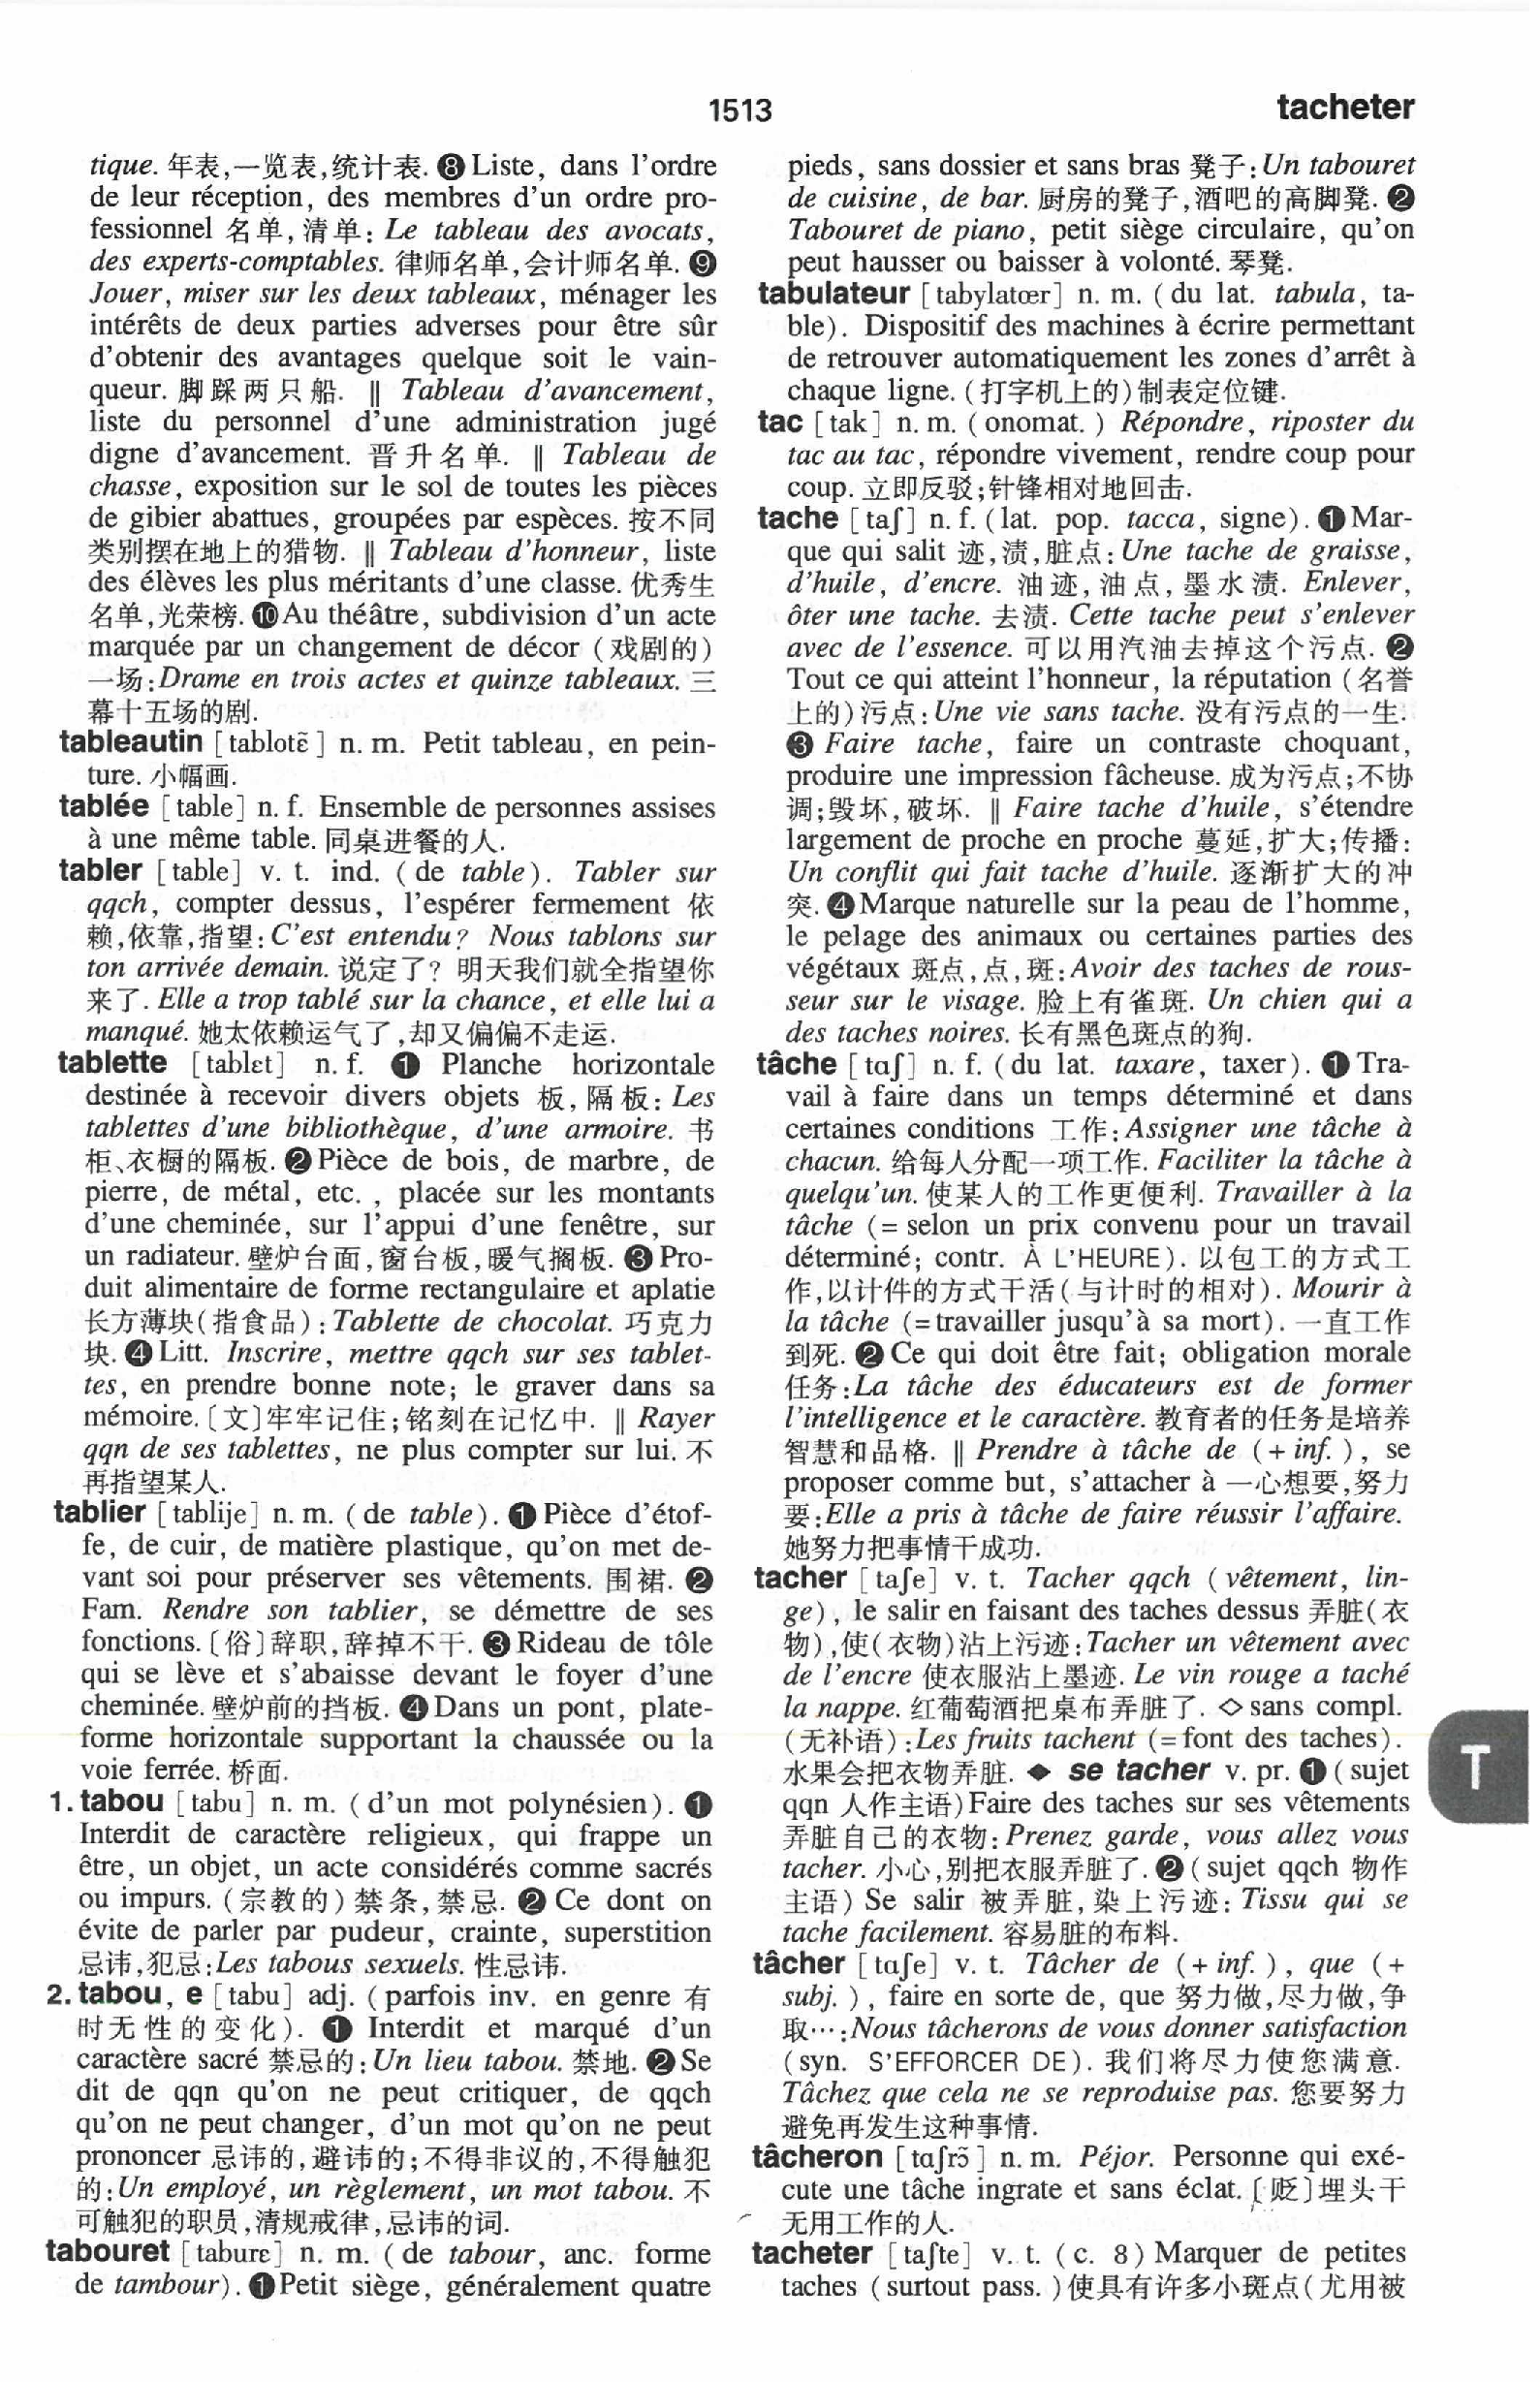 1513
tacheter
tique. 年表,一览表,统计表. ❽ Liste, dans l'ordre
de leur réception, des membres d'un ordre pro-
fessionnel 名单,清单: Le tableau des avocats,
des experts-comptables. 律师名单,会计师名单. ❾
Jouer, miser sur les deux tableaux, ménager les
intérêts de deux parties adverses pour être sûr
d'obtenir des avantages quelque soit le vain-
queur. 脚踩两只船. ‖ Tableau d'avancement,
liste du personnel d'une administration jugé
digne d'avancement. 晋升名单. ‖ Tableau de
chasse, exposition sur le sol de toutes les pièces
de gibier abattues, groupées par espèces. 按不同
类别摆在地上的猎物. ‖ Tableau d'honneur, liste
des élèves les plus méritants d'une classe. 优秀生
名单,光荣榜. ❿ Au théâtre, subdivision d'un acte
marquée par un changement de décor (戏剧的)
一场: Drame en trois actes et quinze tableaux. 三
幕十五场的剧.
tableautin [tablotɛ̃] n. m. Petit tableau, en pein-
ture. 小幅画.
tablée [table] n. f. Ensemble de personnes assises
à une même table. 同桌进餐的人.
tabler [table] v. t. ind. (de table). Tabler sur
qqch, compter dessus, l'espérer fermement 依
赖,依靠,指望: C'est entendu? Nous tablons sur
ton arrivée demain. 说定了? 明天我们就全指望你
来了. Elle a trop tablé sur la chance, et elle lui a
manqué. 她太依赖运气了,却又偏偏不走运.
tablette [tablɛt] n. f. ❶ Planche horizontale
destinée à recevoir divers objets 板,隔板: Les
tablettes d'une bibliothèque, d'une armoire. 书
柜、衣橱的隔板. ❷ Pièce de bois, de marbre, de
pierre, de métal, etc. , placée sur les montants
d'une cheminée, sur l'appui d'une fenêtre, sur
un radiateur. 壁炉台面,窗台板,暖气搁板. ❸ Pro-
duit alimentaire de forme rectangulaire et aplatie
长方薄块(指食品): Tablette de chocolat. 巧克力
块. ❹ Litt. Inscrire, mettre qqch sur ses tablet-
tes, en prendre bonne note; le graver dans sa
mémoire. 〔文〕牢牢记住;铭刻在记忆中. ‖ Rayer
qqn de ses tablettes, ne plus compter sur lui. 不
再指望某人.
tablier [tablije] n. m. (de table). ❶ Pièce d'étof-
fe, de cuir, de matière plastique, qu'on met de-
vant soi pour préserver ses vêtements. 围裙. ❷
Fam. Rendre son tablier, se démettre de ses
fonctions. 〔俗〕辞职,辞掉不干. ❸ Rideau de tôle
qui se lève et s'abaisse devant le foyer d'une
cheminée. 壁炉前的挡板. ❹ Dans un pont, plate-
forme horizontale supportant la chaussée ou la
voie ferrée. 桥面.
1. tabou [tabu] n. m. (d'un mot polynésien). ❶
Interdit de caractère religieux, qui frappe un
être, un objet, un acte considérés comme sacrés
ou impurs. (宗教的)禁条,禁忌. ❷ Ce dont on
évite de parler par pudeur, crainte, superstition
忌讳,犯忌: Les tabous sexuels. 性忌讳.
2. tabou, e [tabu] adj. (parfois inv. en genre 有
时无性的变化). ❶ Interdit et marqué d'un
caractère sacré 禁忌的: Un lieu tabou. 禁地. ❷ Se
dit de qqn qu'on ne peut critiquer, de qqch
qu'on ne peut changer, d'un mot qu'on ne peut
prononcer 忌讳的,避讳的;不得非议的,不得触犯
的: Un employé, un règlement, un mot tabou. 不
可触犯的职员,清规戒律,忌讳的词.
tabouret [taburɛ] n. m. (de tabour, anc. forme
de tambour). ❶ Petit siège, généralement quatre
pieds, sans dossier et sans bras 凳子: Un tabouret
de cuisine, de bar. 厨房的凳子,酒吧的高脚凳. ❷
Tabouret de piano, petit siège circulaire, qu'on
peut hausser ou baisser à volonté. 琴凳.
tabulateur [tabylatœr] n. m. (du lat. tabula, ta-
ble). Dispositif des machines à écrire permettant
de retrouver automatiquement les zones d'arrêt à
chaque ligne. (打字机上的)制表定位键.
tac [tak] n. m. (onomat. ) Répondre, riposter du
tac au tac, répondre vivement, rendre coup pour
coup. 立即反驳;针锋相对地回击.
tache [taʃ] n. f. (lat. pop. tacca, signe). ❶ Mar-
que qui salit 迹,渍,脏点: Une tache de graisse,
d'huile, d'encre. 油迹,油点,墨水渍. Enlever,
ôter une tache. 去渍. Cette tache peut s'enlever
avec de l'essence. 可以用汽油去掉这个污点. ❷
Tout ce qui atteint l'honneur, la réputation (名誉
上的)污点: Une vie sans tache. 没有污点的一生.
❸ Faire tache, faire un contraste choquant,
produire une impression fâcheuse. 成为污点;不协
调;毁坏,破坏. ‖ Faire tache d'huile, s'étendre
largement de proche en proche 蔓延,扩大;传播:
Un conflit qui fait tache d'huile. 逐渐扩大的冲
突. ❹ Marque naturelle sur la peau de l'homme,
le pelage des animaux ou certaines parties des
végétaux 斑点,点,斑: Avoir des taches de rous-
seur sur le visage. 脸上有雀斑. Un chien qui a
des taches noires. 长有黑色斑点的狗.
tâche [tɑʃ] n. f. (du lat. taxare, taxer). ❶ Tra-
vail à faire dans un temps déterminé et dans
certaines conditions 工作: Assigner une tâche à
chacun. 给每人分配一项工作. Faciliter la tâche à
quelqu'un. 使某人的工作更便利. Travailler à la
tâche (= selon un prix convenu pour un travail
déterminé; contr. À L'HEURE). 以包工的方式工
作,以计件的方式干活(与计时的相对). Mourir à
la tâche (= travailler jusqu'à sa mort). 一直工作
到死. ❷ Ce qui doit être fait; obligation morale
任务: La tâche des éducateurs est de former
l'intelligence et le caractère. 教育者的任务是培养
智慧和品格. ‖ Prendre à tâche de (+ inf. ), se
proposer comme but, s'attacher à 一心想要,努力
要: Elle a pris à tâche de faire réussir l'affaire.
她努力把事情干成功.
tacher [taʃe] v. t. Tacher qqch (vêtement, lin-
ge), le salir en faisant des taches dessus 弄脏(衣
物),使(衣物)沾上污迹: Tacher un vêtement avec
de l'encre 使衣服沾上墨迹. Le vin rouge a taché
la nappe. 红葡萄酒把桌布弄脏了. ◇ sans compl.
(无补语): Les fruits tachent (= font des taches).
水果会把衣物弄脏. ◆ se tacher v. pr. ❶ (sujet
qqn 人作主语) Faire des taches sur ses vêtements
弄脏自己的衣物: Prenez garde, vous allez vous
tacher. 小心,别把衣服弄脏了. ❷ (sujet qqch 物作
主语) Se salir 被弄脏,染上污迹: Tissu qui se
tache facilement. 容易脏的布料.
tâcher [tɑʃe] v. t. Tâcher de (+ inf. ), que (+
subj. ), faire en sorte de, que 努力做,尽力做,争
取…: Nous tâcherons de vous donner satisfaction
(syn. S'EFFORCER DE). 我们将尽力使您满意.
Tâchez que cela ne se reproduise pas. 您要努力
避免再发生这种事情.
tâcheron [tɑʃrɔ̃] n. m. Péjor. Personne qui exé-
cute une tâche ingrate et sans éclat. 〔贬〕埋头干
无用工作的人.
tacheter [taʃte] v. t. (c. 8) Marquer de petites
taches (surtout pass. )使具有许多小斑点(尤用被
T